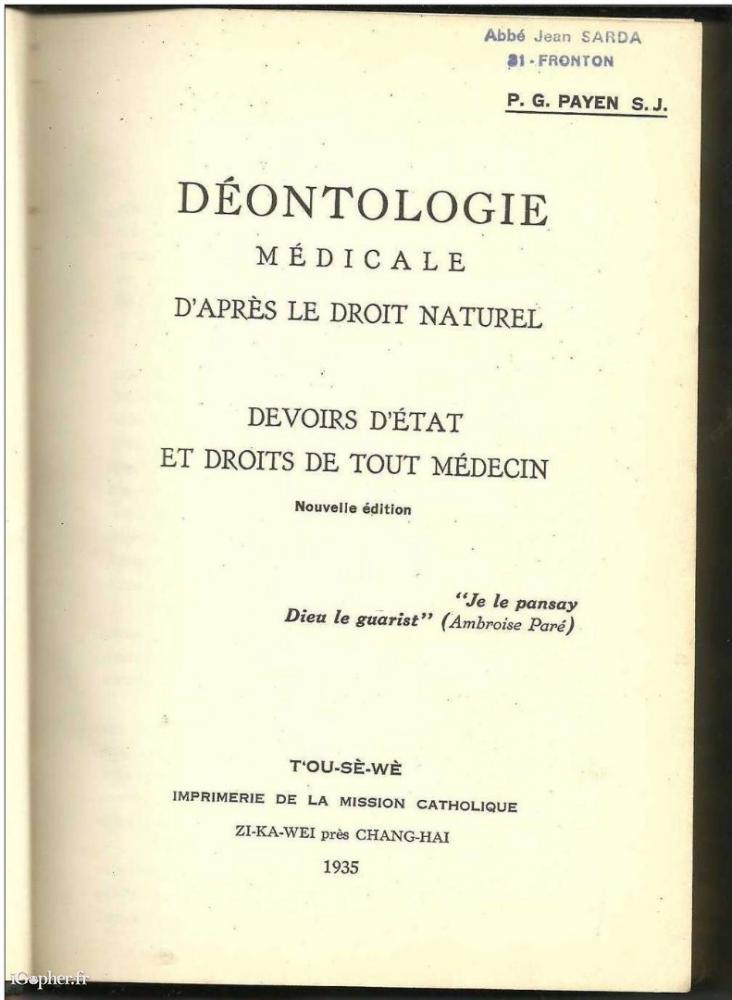 Abbé Jean SARDA
31 - FRONTON
P. G. PAYEN S. J.
DÉONTOLOGIE
MÉDICALE
D'APRÈS LE DROIT NATUREL
DEVOIRS D'ÉTAT
ET DROITS DE TOUT MÉDECIN
Nouvelle édition
"Je le pansay
Dieu le guarist" (Ambroise Paré)
T'OU-SÈ-WÈ
IMPRIMERIE DE LA MISSION CATHOLIQUE
ZI-KA-WEI près CHANG-HAI
1935
iGopher.fr